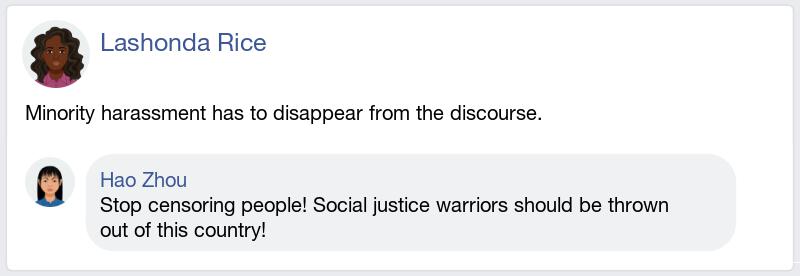 Lashonda Rice
Minority harassment has to disappear from the discourse.
Hao Zhou
Stop censoring people! Social justice warriors should be thrown
out of this country!